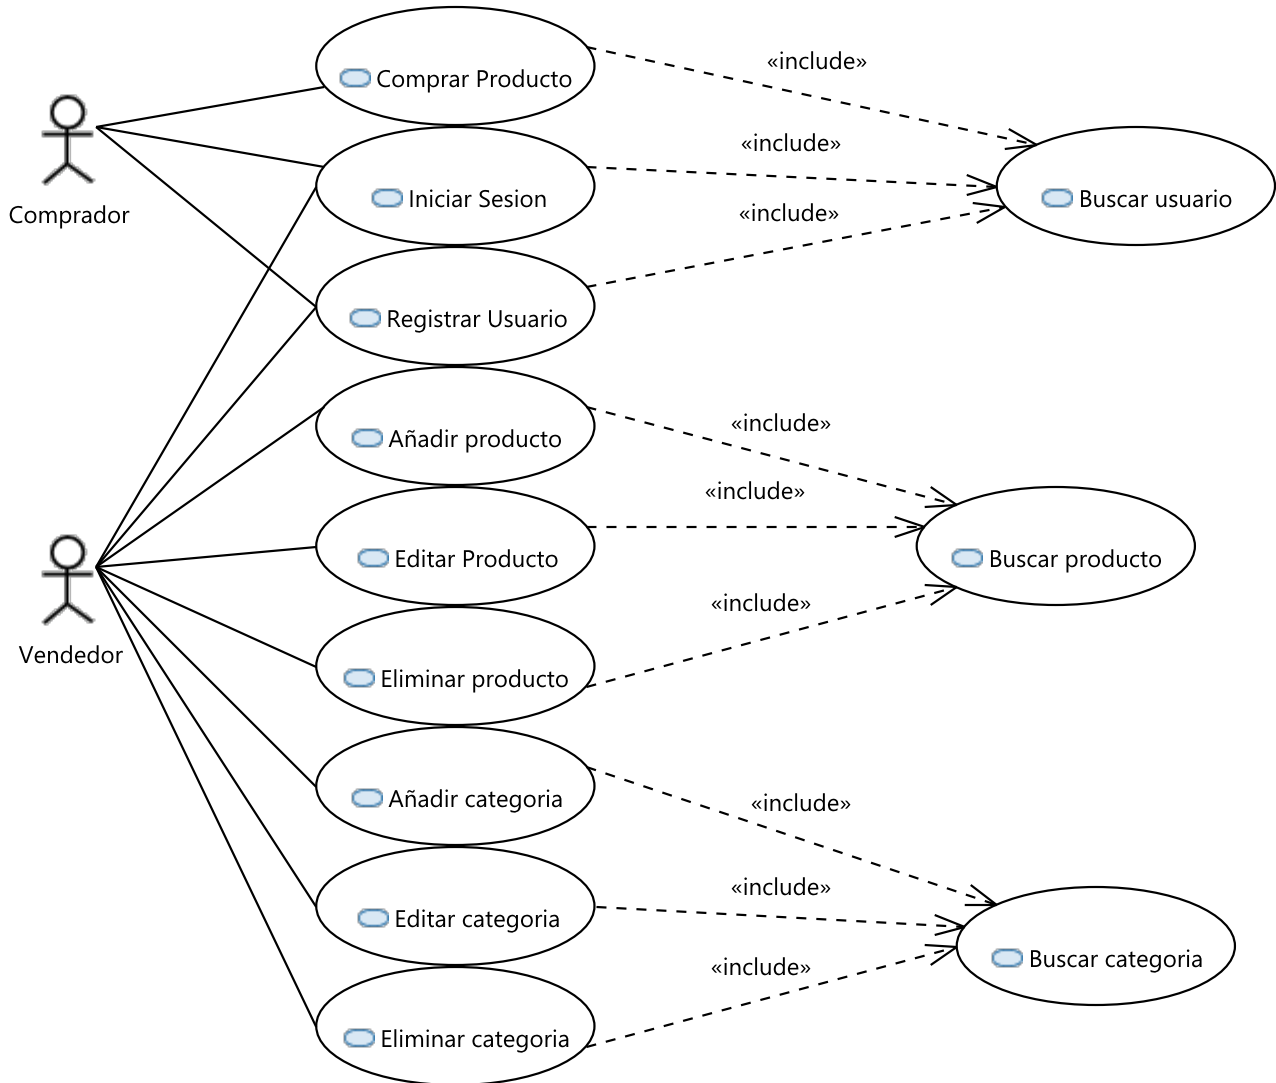 Comprar Producto
«include»
Comprador
Iniciar Sesion
«include»
Buscar usuario
«include»
Registrar Usuario
Añadir producto
«include»
Editar Producto
«include»
Buscar producto
Vendedor
Eliminar producto
«include»
Añadir categoria
«include»
Editar categoria
«include»
Buscar categoria
Eliminar categoria
«include»